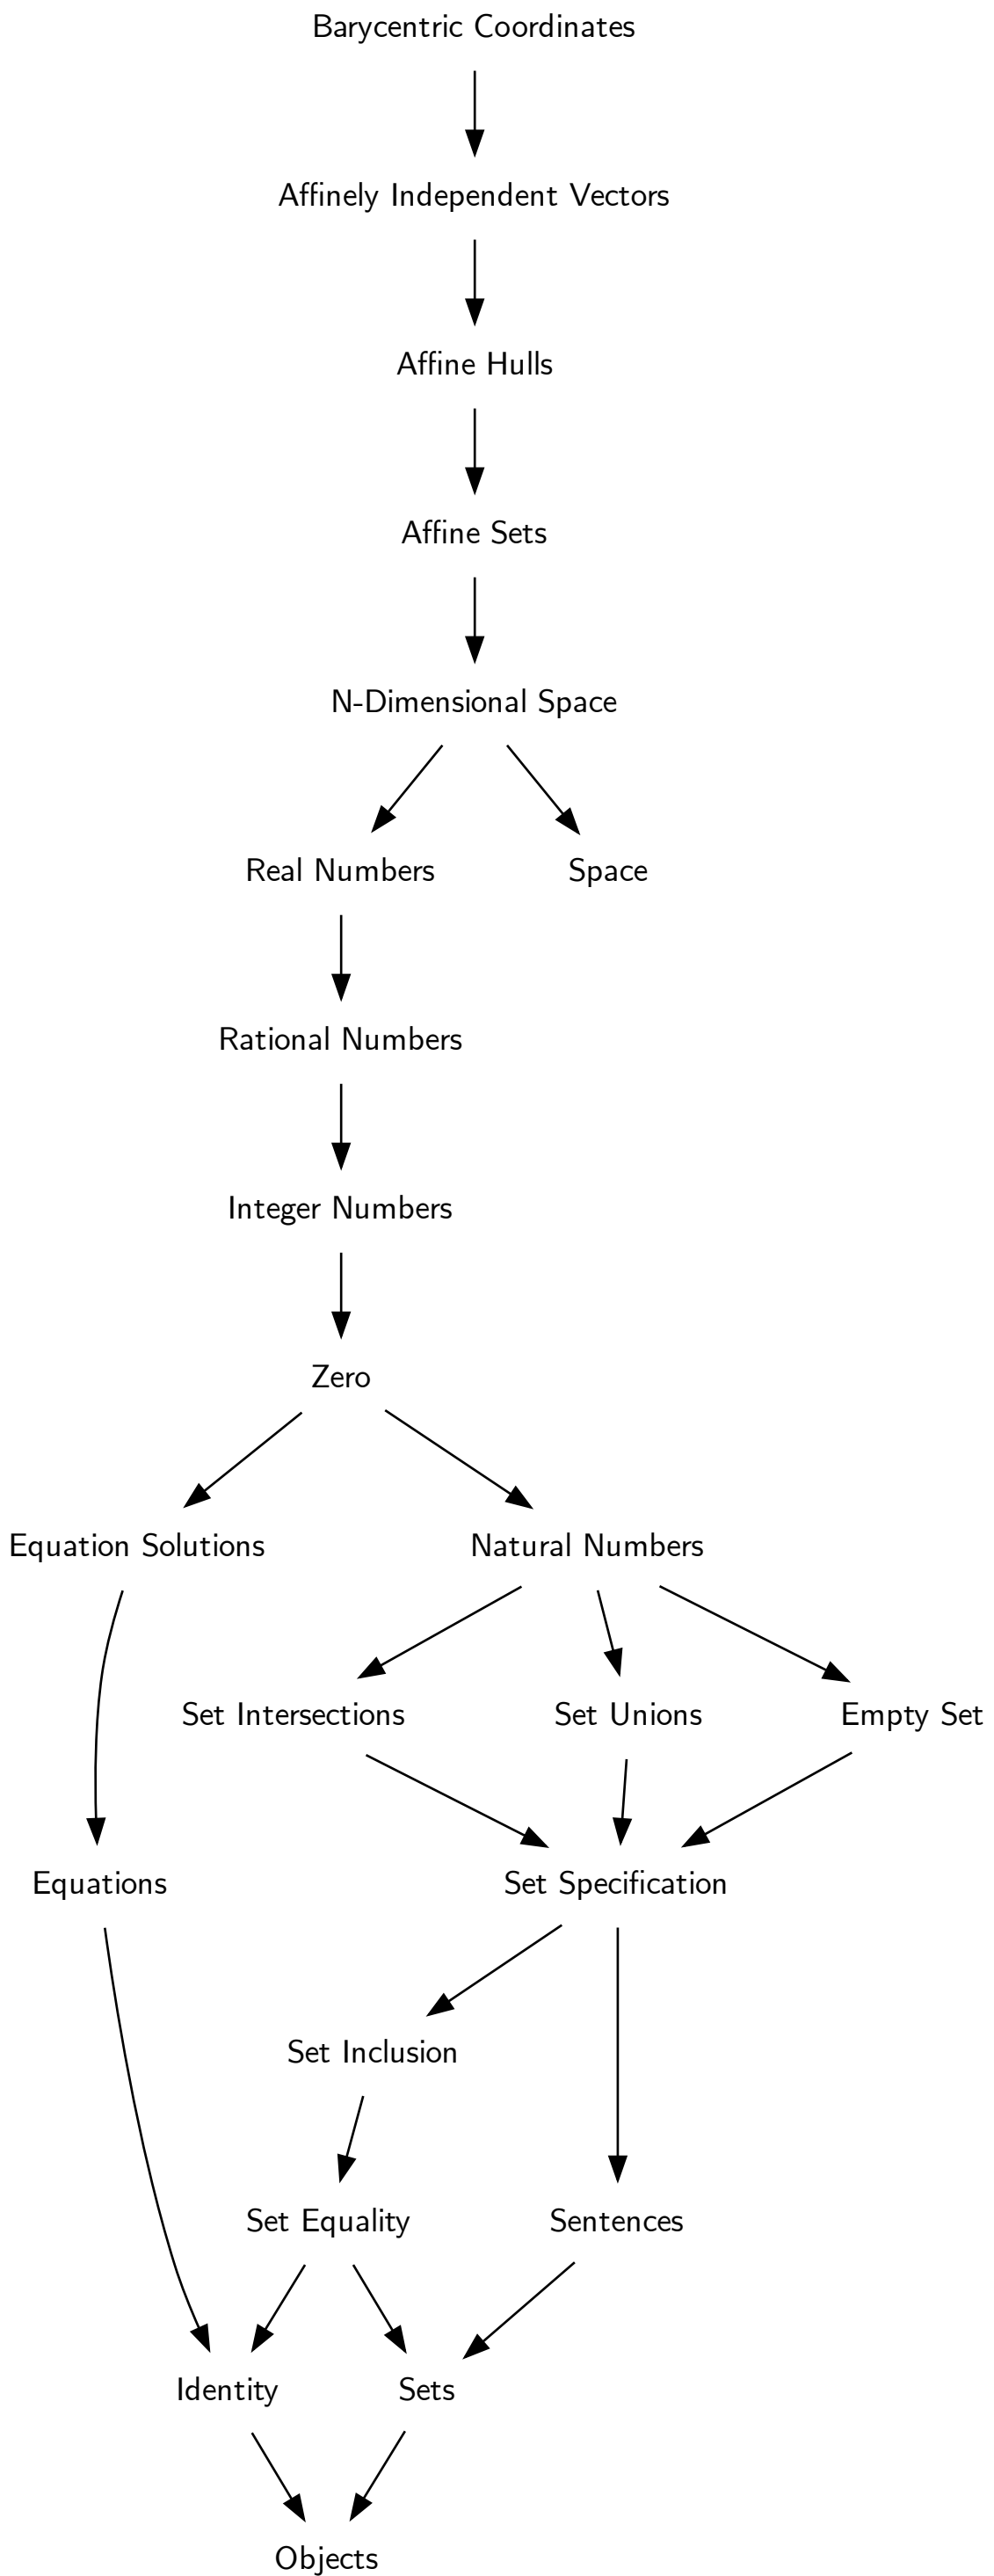 Barycentric Coordinates
Affinely Independent Vectors
Affine Hulls
Affine Sets
N-Dimensional Space
Real Numbers
Space
Rational Numbers
Integer Numbers
Zero
Equation Solutions
Natural Numbers
Set Intersections
Set Unions
Empty Set
Equations
Set Specification
Set Inclusion
Set Equality
Sentences
Identity
Sets
Objects